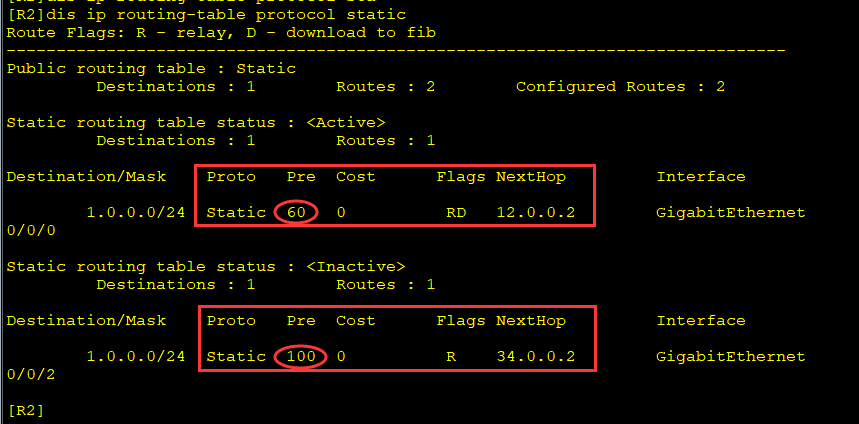 [R2]dis ip routing-table protocol static
Route Flags: R - relay, D - download to fib
------------------------------------------------------------------------------
Public routing table : Static
         Destinations : 1        Routes : 2        Configured Routes : 2

Static routing table status : <Active>
         Destinations : 1        Routes : 1

Destination/Mask    Proto   Pre  Cost      Flags NextHop         Interface

        1.0.0.0/24  Static  60   0          RD   12.0.0.2        GigabitEthernet
0/0/0

Static routing table status : <Inactive>
         Destinations : 1        Routes : 1

Destination/Mask    Proto   Pre  Cost      Flags NextHop         Interface

        1.0.0.0/24  Static  100  0          R    34.0.0.2        GigabitEthernet
0/0/2

[R2]